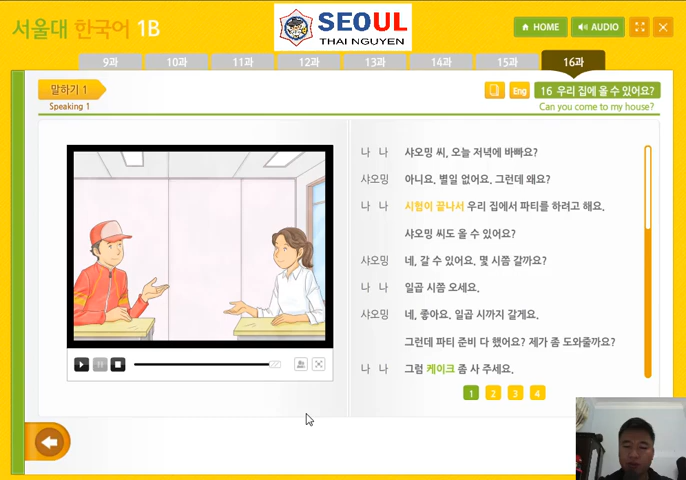 서울대 한국어 1B
SEOUL
THAI NGUYEN
HOME
AUDIO
9과
10과
11과
12과
13과
14과
15과
16과
말하기 1
Speaking 1
Eng
16 우리 집에 올 수 있어요?
Can you come to my house?
나 나 샤오밍 씨, 오늘 저녁에 바빠요?
샤오밍 아니요. 별일 없어요. 그런데 왜요?
나 나 시험이 끝나서 우리 집에서 파티를 하려고 해요.
샤오밍 씨도 올 수 있어요?
샤오밍 네, 갈 수 있어요. 몇 시쯤 갈까요?
나 나 일곱 시쯤 오세요.
샤오밍 네, 좋아요. 일곱 시까지 갈게요.
그런데 파티 준비 다 했어요? 제가 좀 도와줄까요?
나 나 그럼 케이크 좀 사 주세요.
1 2 3 4